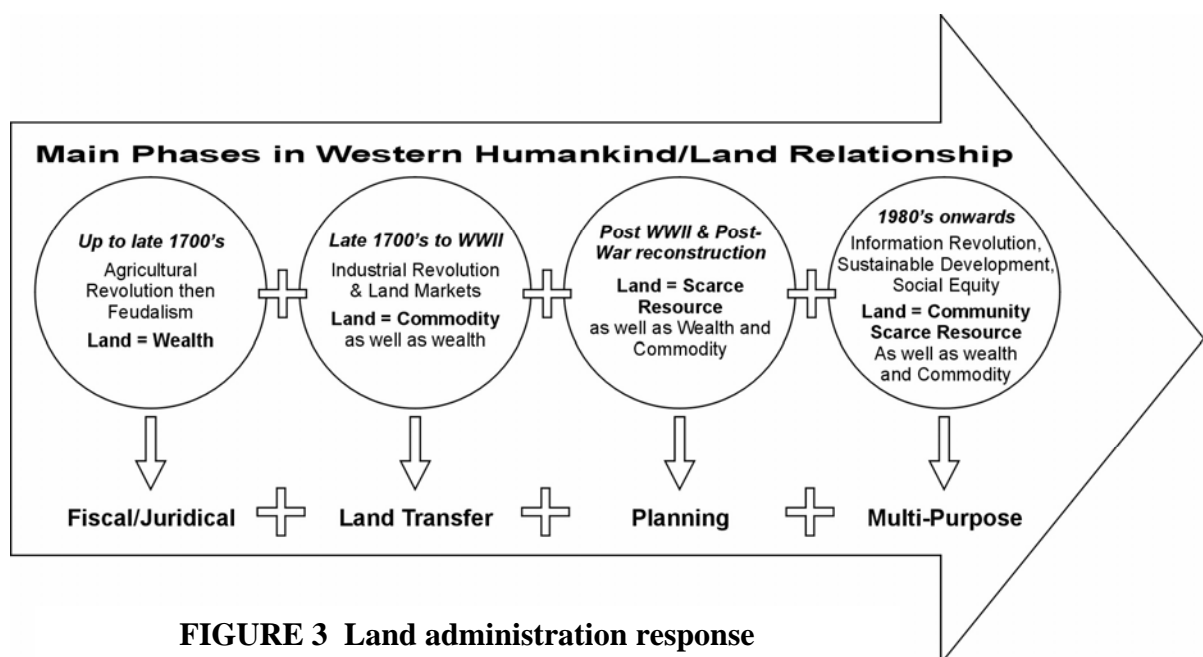 Main Phases in Western Humankind/Land Relationship
Up to late 1700's
Agricultural
Revolution then
Feudalism
Land = Wealth
Late 1700's to WWII
Industrial Revolution
& Land Markets
Land = Commodity
as well as wealth
Post WWII & Post-
War reconstruction
Land = Scarce
Resource
as well as Wealth and
Commodity
1980's onwards
Information Revolution,
Sustainable Development,
Social Equity
Land = Community
Scarce Resource
As well as wealth
and Commodity
Fiscal/Juridical
Land Transfer
Planning
Multi-Purpose
FIGURE 3 Land administration response